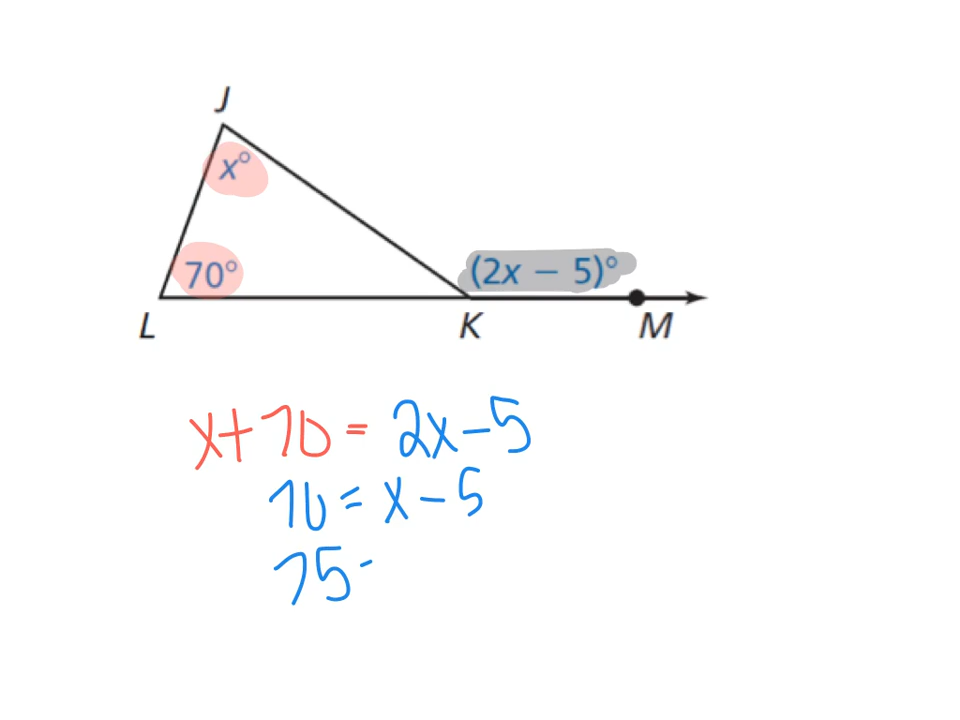 J
x°
70°
(2x – 5)°
L K M
x+70 = 2x-5
70 = x-5
75-